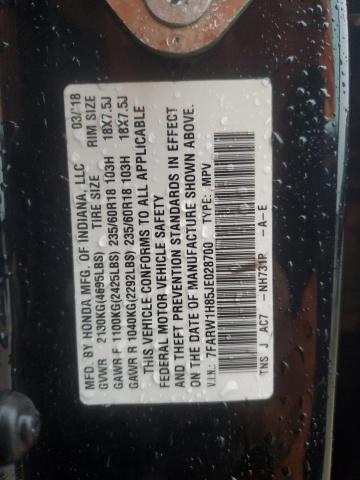 MFD. BY HONDA MFG. OF INDIANA, LLC 03/'18
GVWR 2130KG(4695LBS) TIRE SIZE RIM SIZE
GAWR F 1100KG(2425LBS) 235/60R18 103H 18X7.5J
GAWR R 1040KG(2292LBS) 235/60R18 103H 18X7.5J
THIS VEHICLE CONFORMS TO ALL APPLICABLE
FEDERAL MOTOR VEHICLE SAFETY
AND THEFT PREVENTION STANDARDS IN EFFECT
ON THE DATE OF MANUFACTURE SHOWN ABOVE.
V.I.N.: 7FARW1H85JE028700 TYPE: MPV
TNS J AC7 -NH731P -A-E